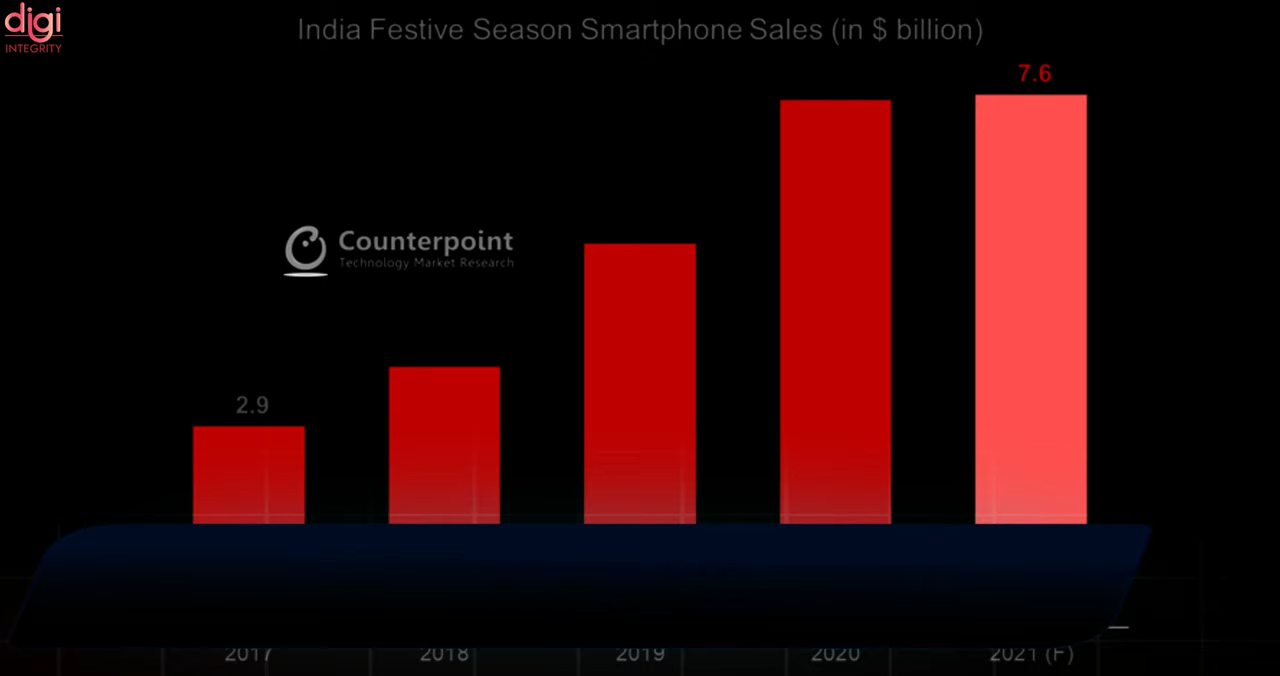 digi
INTEGRITY
India Festive Season Smartphone Sales (in $ billion)
7.6
Counterpoint
Technology Market Research
2.9
2017 2018 2019 2020 2021 (F)